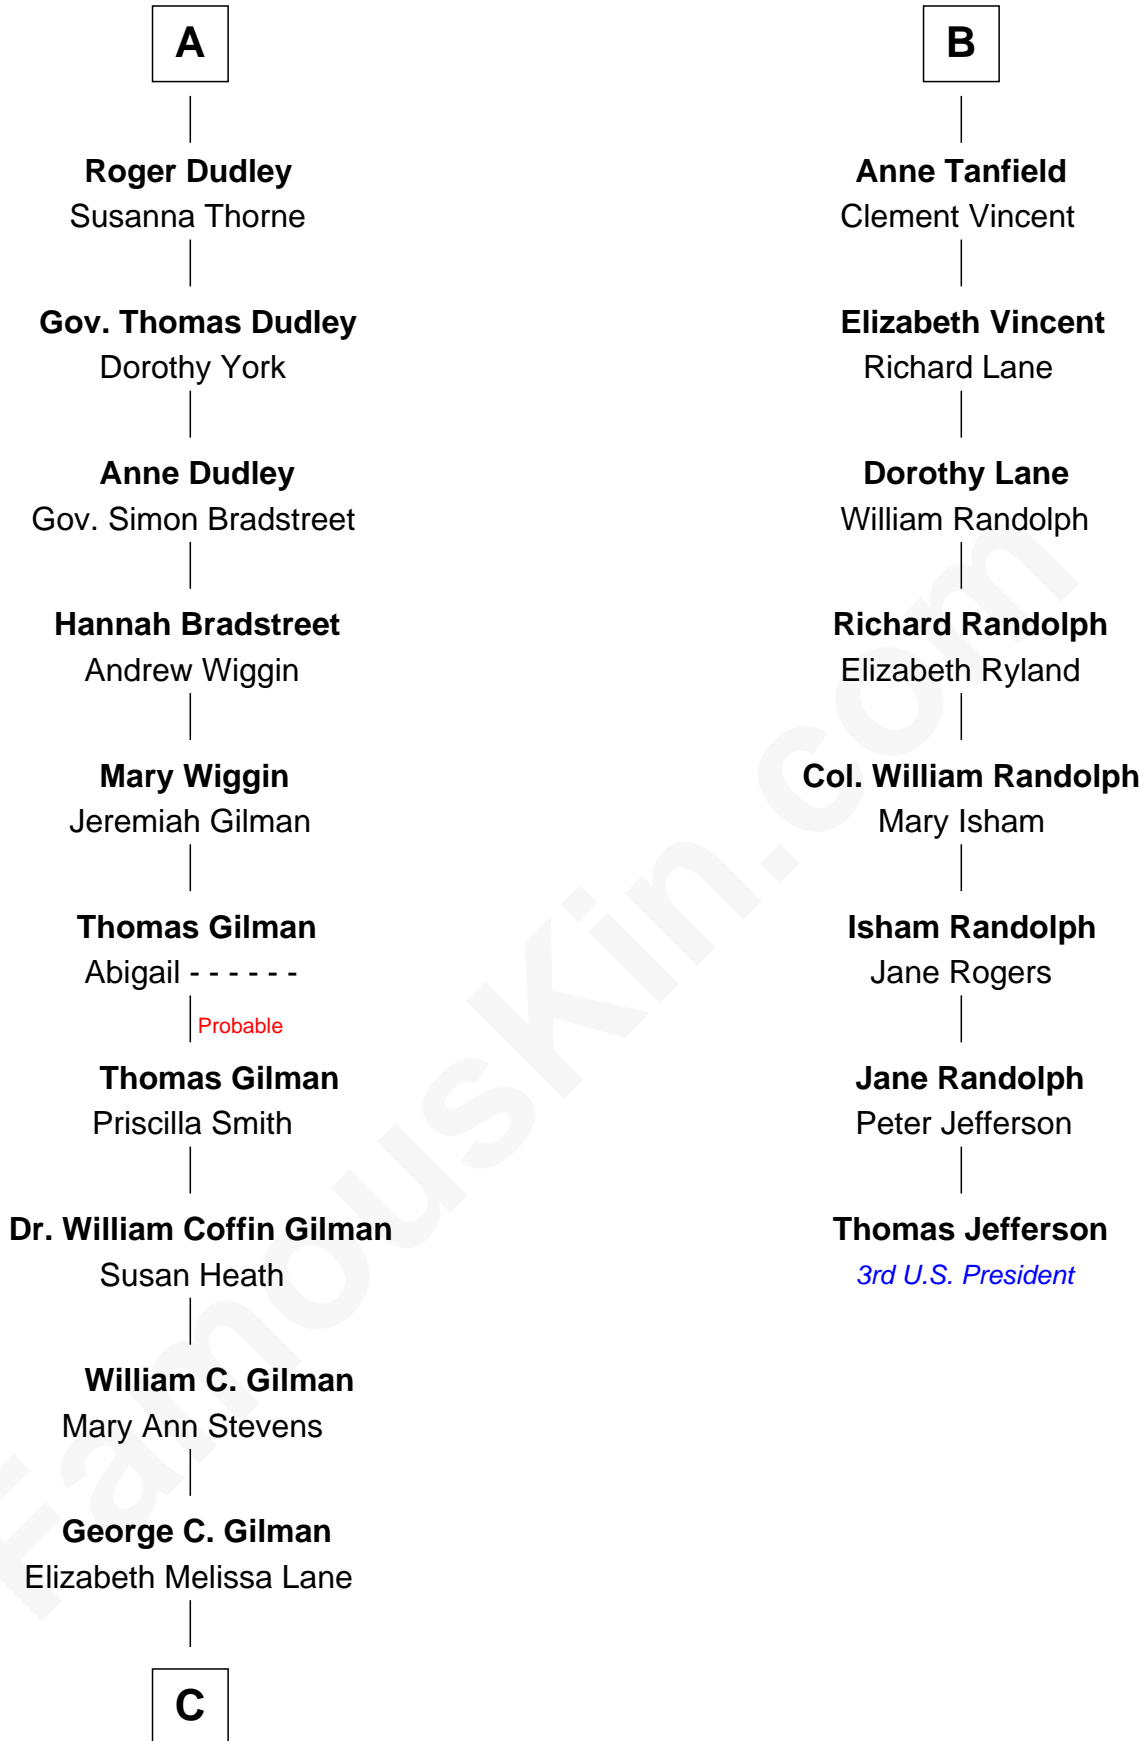 A
Roger Dudley
Susanna Thorne
Gov. Thomas Dudley
Dorothy York
Anne Dudley
Gov. Simon Bradstreet
Hannah Bradstreet
Andrew Wiggin
Mary Wiggin
Jeremiah Gilman
Thomas Gilman
Abigail - - - - - -
Probable
Thomas Gilman
Priscilla Smith
Dr. William Coffin Gilman
Susan Heath
William C. Gilman
Mary Ann Stevens
George C. Gilman
Elizabeth Melissa Lane
C
B
Anne Tanfield
Clement Vincent
Elizabeth Vincent
Richard Lane
Dorothy Lane
William Randolph
Richard Randolph
Elizabeth Ryland
Col. William Randolph
Mary Isham
Isham Randolph
Jane Rogers
Jane Randolph
Peter Jefferson
Thomas Jefferson
3rd U.S. President
FamousKin.com